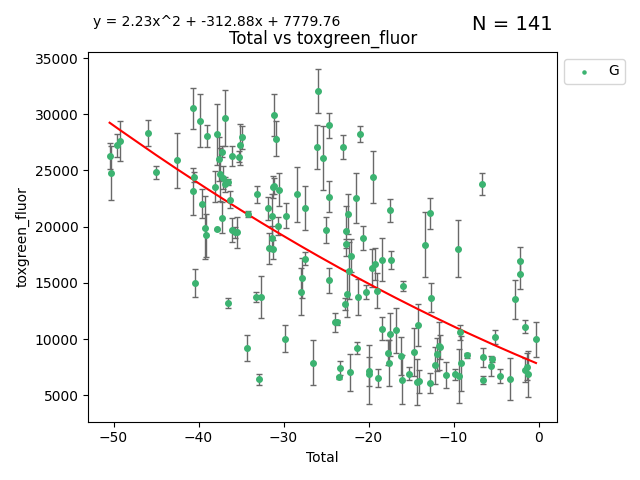 y = 2.23x^2 + -312.88x + 7779.76
N = 141
Total vs toxgreen_fluor
G
35000
30000
25000
20000
15000
10000
5000
toxgreen_fluor
−50 −40 −30 −20 −10 0
Total